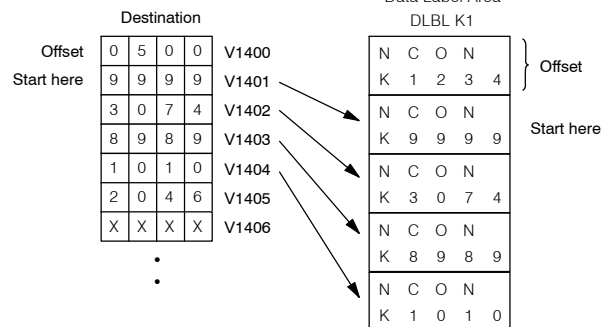 Data Label Area
Destination
DLBL K1
Offset 0 5 0 0 V1400
Start here 9 9 9 9 V1401
3 0 7 4 V1402
8 9 8 9 V1403
1 0 1 0 V1404
2 0 4 6 V1405
X X X X V1406
N C O N
K 1 2 3 4
Offset
N C O N
K 9 9 9 9
Start here
N C O N
K 3 0 7 4
N C O N
K 8 9 8 9
N C O N
K 1 0 1 0